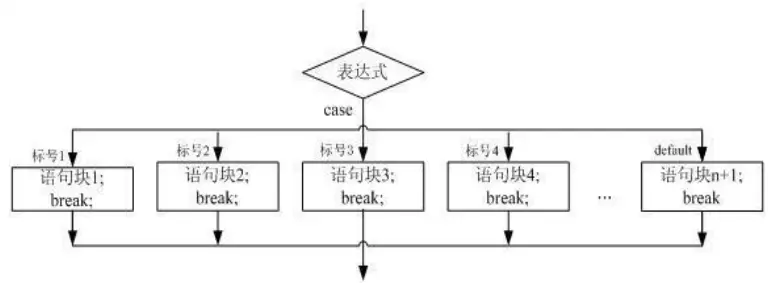 表达式
case
标号1
标号2
标号3
标号4
default
语句块1;
break;
语句块2;
break;
语句块3;
break;
语句块4;
break;
...
语句块n+1;
break